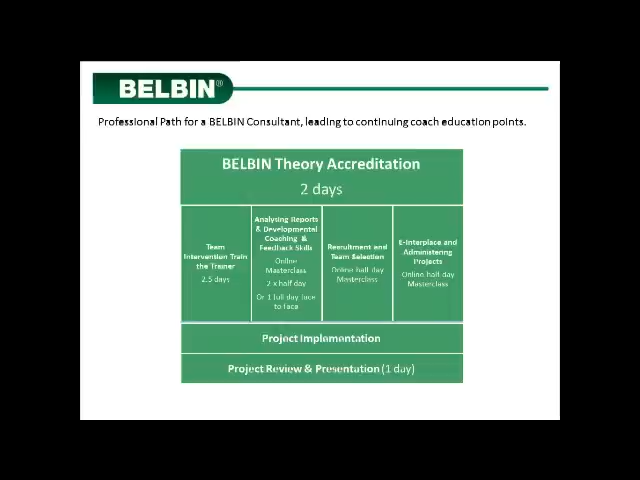 BELBIN®
Professional Path for a BELBIN Consultant, leading to continuing coach education points.
BELBIN Theory Accreditation
2 days
Team
Intervention Train
the Trainer
2.5 days
Analysing Reports
& Developmental
Coaching &
Feedback Skills
Online
Masterclass
2 x half day
Or 1 full day face
to face
Recruitment and
Team Selection
Online half day
Masterclass
E-Interplace and
Administering
Projects
Online half day
Masterclass
Project Implementation
Project Review & Presentation (1 day)